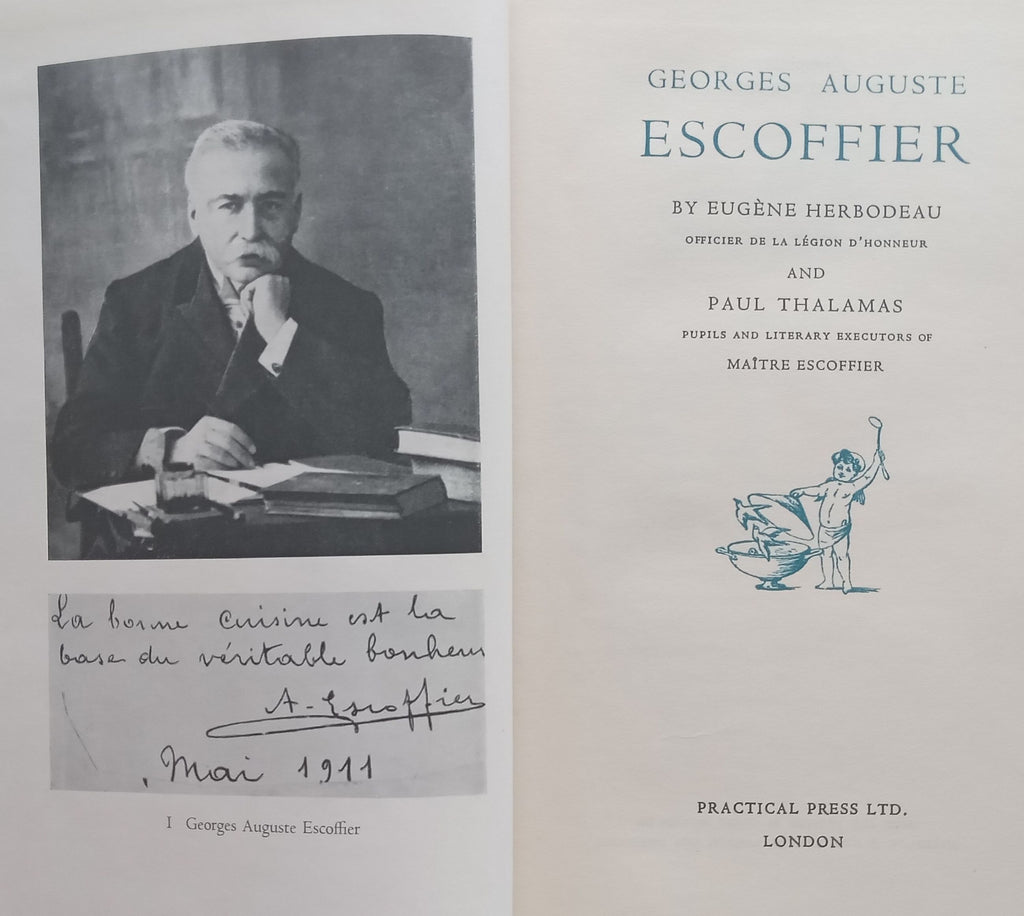 La bonne cuisine est la
base du véritable bonheur
A. Escoffier
Mai 1911
I Georges Auguste Escoffier
GEORGES AUGUSTE
ESCOFFIER
BY EUGÈNE HERBODEAU
OFFICIER DE LA LÉGION D'HONNEUR
AND
PAUL THALAMAS
PUPILS AND LITERARY EXECUTORS OF
MAÎTRE ESCOFFIER
PRACTICAL PRESS LTD.
LONDON